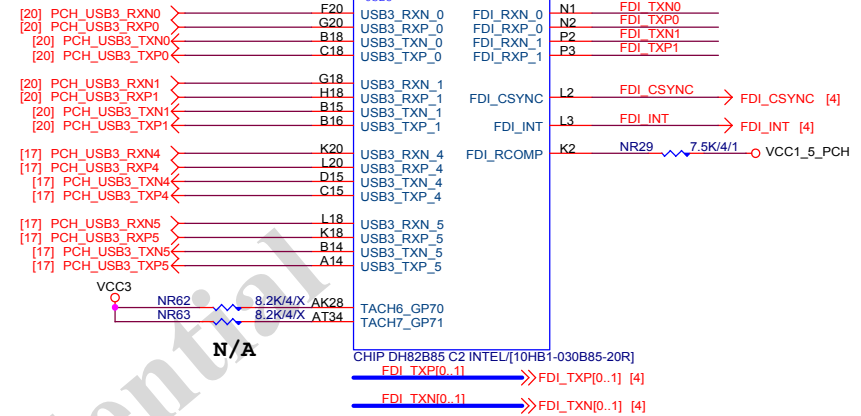 [20] PCH_USB3_RXN0 F20 USB3_RXN_0 FDI_RXN_0 N1 FDI_TXN0
[20] PCH_USB3_RXP0 G20 USB3_RXP_0 FDI_RXP_0 N2 FDI_TXP0
[20] PCH_USB3_TXN0 B18 USB3_TXN_0 FDI_RXN_1 P2 FDI_TXN1
[20] PCH_USB3_TXP0 C18 USB3_TXP_0 FDI_RXP_1 P3 FDI_TXP1
[20] PCH_USB3_RXN1 G18 USB3_RXN_1
[20] PCH_USB3_RXP1 H18 USB3_RXP_1 FDI_CSYNC L2 FDI_CSYNC FDI_CSYNC [4]
[20] PCH_USB3_TXN1 B15 USB3_TXN_1
[20] PCH_USB3_TXP1 B16 USB3_TXP_1 FDI_INT L3 FDI_INT FDI_INT [4]
[17] PCH_USB3_RXN4 K20 USB3_RXN_4 FDI_RCOMP K2 NR29 7.5K/4/1 VCC1_5_PCH
[17] PCH_USB3_RXP4 L20 USB3_RXP_4
[17] PCH_USB3_TXN4 D15 USB3_TXN_4
[17] PCH_USB3_TXP4 C15 USB3_TXP_4
[17] PCH_USB3_RXN5 L18 USB3_RXN_5
[17] PCH_USB3_RXP5 K18 USB3_RXP_5
[17] PCH_USB3_TXN5 B14 USB3_TXN_5
[17] PCH_USB3_TXP5 A14 USB3_TXP_5
VCC3
NR62 8.2K/4/X AK28 TACH6_GP70
NR63 8.2K/4/X AT34 TACH7_GP71
N/A
CHIP DH82B85 C2 INTEL/[10HB1-030B85-20R]
FDI_TXP[0..1] FDI_TXP[0..1] [4]
FDI_TXN[0..1] FDI_TXN[0..1] [4]
ential